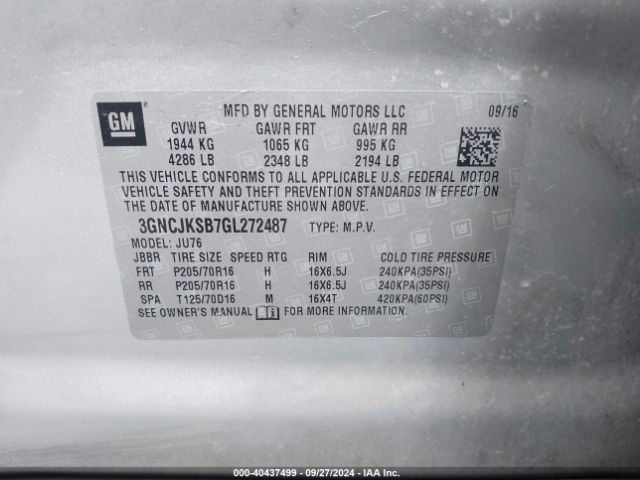 GM
MFD BY GENERAL MOTORS LLC 09/16
GVWR GAWR FRT GAWR RR
1944 KG 1065 KG 995 KG
4286 LB 2348 LB 2194 LB
THIS VEHICLE CONFORMS TO ALL APPLICABLE U.S. FEDERAL MOTOR
VEHICLE SAFETY AND THEFT PREVENTION STANDARDS IN EFFECT ON
THE DATE OF MANUFACTURE SHOWN ABOVE.
3GNCJKSB7GL272487 TYPE: M.P.V.
MODEL: JU76
JBBR TIRE SIZE SPEED RTG RIM COLD TIRE PRESSURE
FRT P205/70R16 H 16X6.5J 240KPA(35PSI)
RR P205/70R16 H 16X6.5J 240KPA(35PSI)
SPA T125/70D16 M 16X4T 420KPA(60PSI)
SEE OWNER'S MANUAL i FOR MORE INFORMATION.
Copyright: 40437499 - 09/27/2024 - IAA Inc.